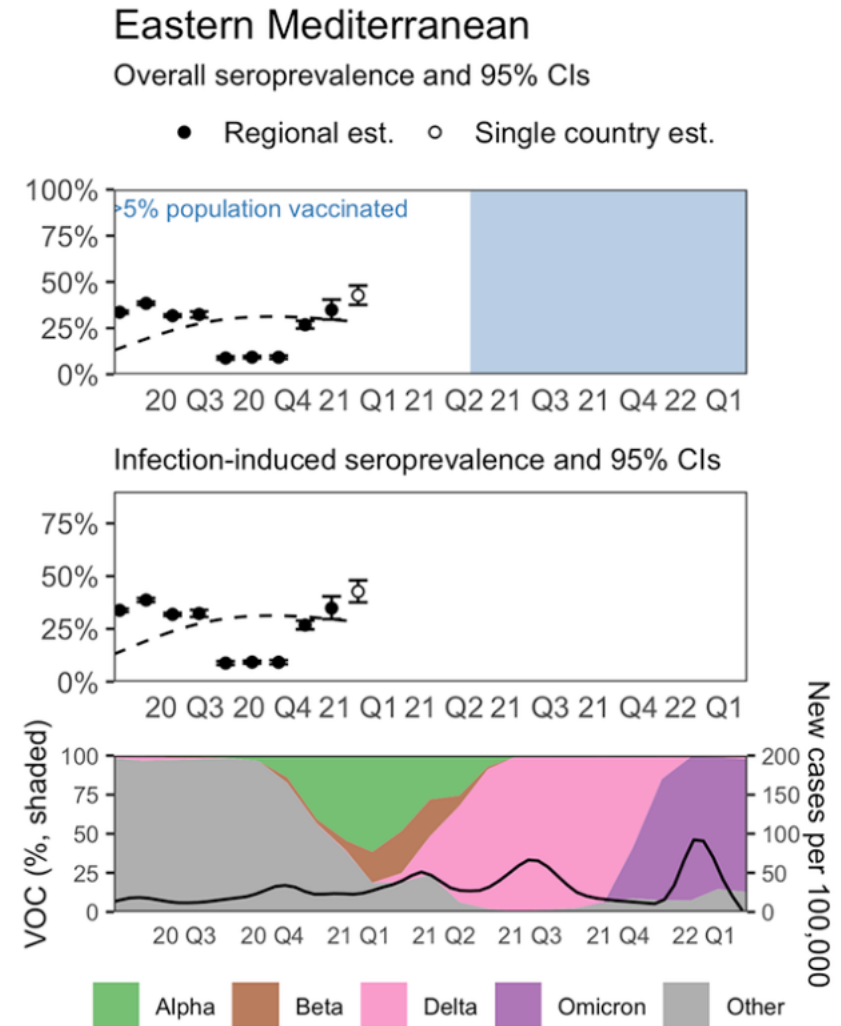 Eastern Mediterranean
Overall seroprevalence and 95% CIs
Regional est. Single country est.
100%
>5% population vaccinated
75%
50%
25%
0%
20 Q3 20 Q4 21 Q1 21 Q2 21 Q3 21 Q4 22 Q1
Infection-induced seroprevalence and 95% CIs
75%
50%
25%
0%
20 Q3 20 Q4 21 Q1 21 Q2 21 Q3 21 Q4 22 Q1
VOC (%, shaded)
New cases per 100,000
100 200
75 150
50 100
25 50
0 0
20 Q3 20 Q4 21 Q1 21 Q2 21 Q3 21 Q4 22 Q1
Alpha Beta Delta Omicron Other